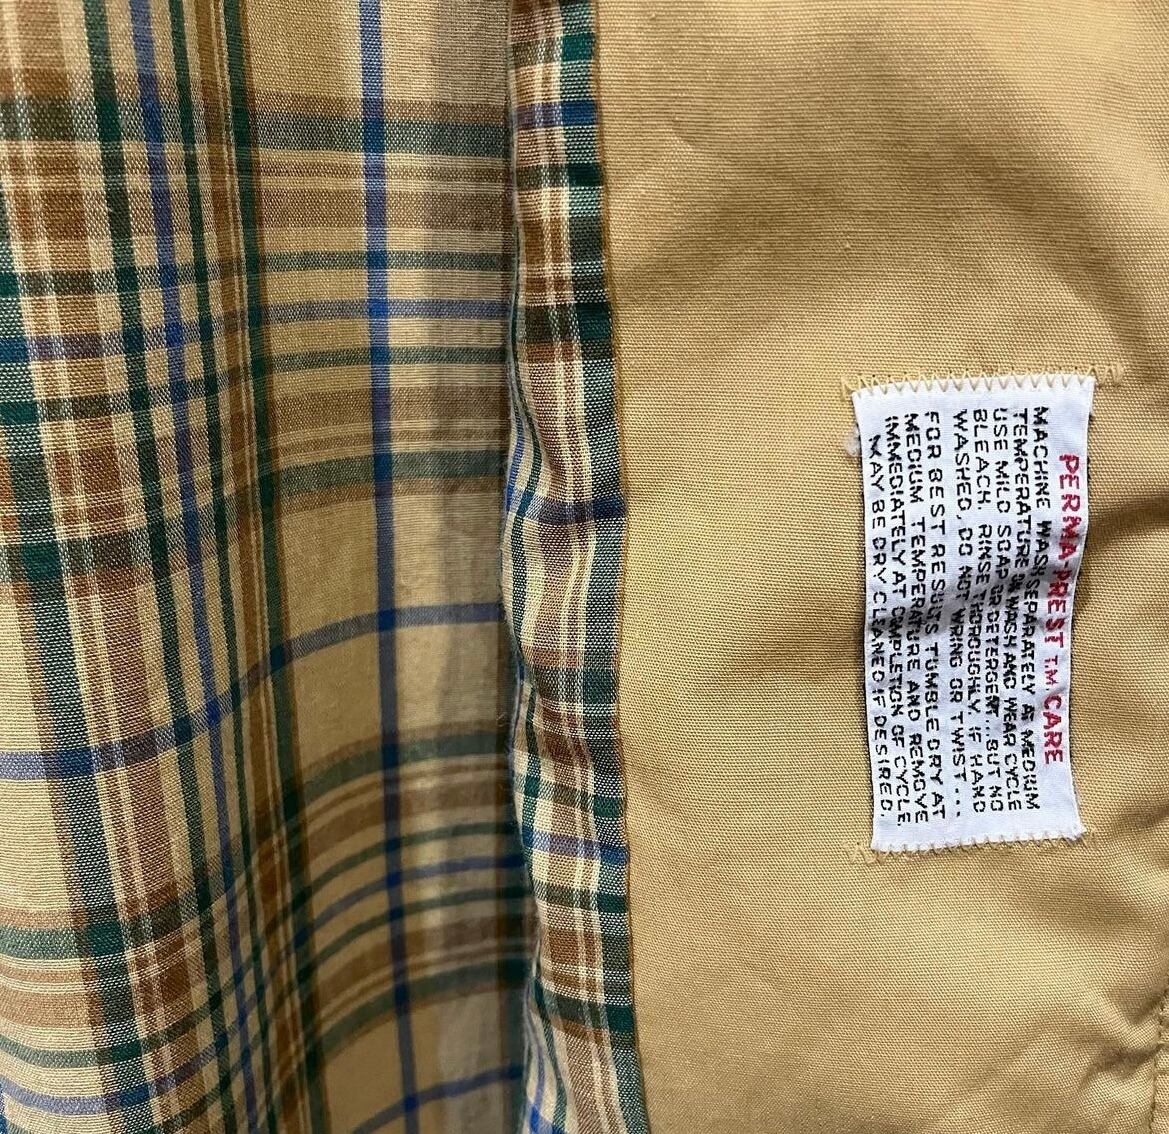 PERMA-PREST T.M. CARE
MACHINE WASH SEPARATELY AT MEDIUM
TEMPERATURE ON WASH AND WEAR CYCLE
USE MILD SOAP OR DETERGENT...BUT NO
BLEACH. RINSE THOROUGHLY. IF HAND
WASHED, DO NOT WRING OR TWIST...
FOR BEST RESULTS TUMBLE DRY AT
MEDIUM TEMPERATURE AND REMOVE
IMMEDIATELY AT COMPLETION OF CYCLE.
MAY BE DRY CLEANED IF DESIRED.